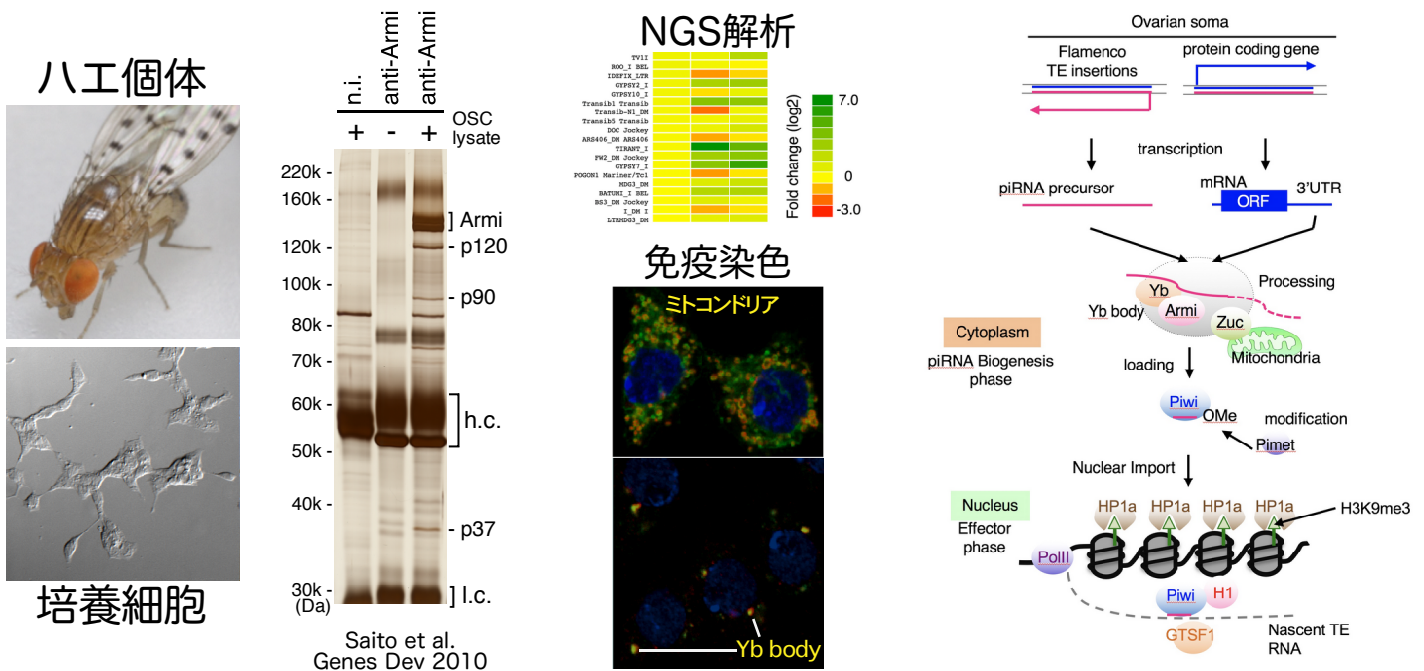 ハエ個体
培養細胞
n.i.
anti-Armi
anti-Armi
+ - + OSC lysate
220k -
160k -
120k -
100k -
80k -
70k -
60k -
50k -
40k -
30k -
(Da)
Armi
- p120
- p90
h.c.
- p37
l.c.
Saito et al.
Genes Dev 2010
NGS解析
TV1I
ROO_I BEL
IDEFIX_LTR
GYPSY2_I
GYPSY10_I
Transib1 Transib
Transib-N1_DM
Transib5 Transib
DOC Jockey
ARS406_DM ARS406
TIRANT_I
FW2_DM Jockey
GYPSY7_I
POGON1 Mariner/Tc1
MDG3_DM
BATUMI_I BEL
BS3_DM Jockey
I_DM I
LTRMDG3_DM
Fold change (log2)
7.0
0
-3.0
免疫染色
ミトコンドリア
Yb body
Ovarian soma
Flamenco
TE insertions
protein coding gene
transcription
piRNA precursor
mRNA
ORF
3'UTR
Processing
Yb
Armi
Zuc
Yb body
Mitochondria
Cytoplasm
piRNA Biogenesis
phase
loading
Piwi
OMe
modification
Pimet
Nuclear Import
Nucleus
Effector
phase
HP1a HP1a HP1a HP1a
H3K9me3
PolII
Piwi
H1
GTSF1
Nascent TE
RNA